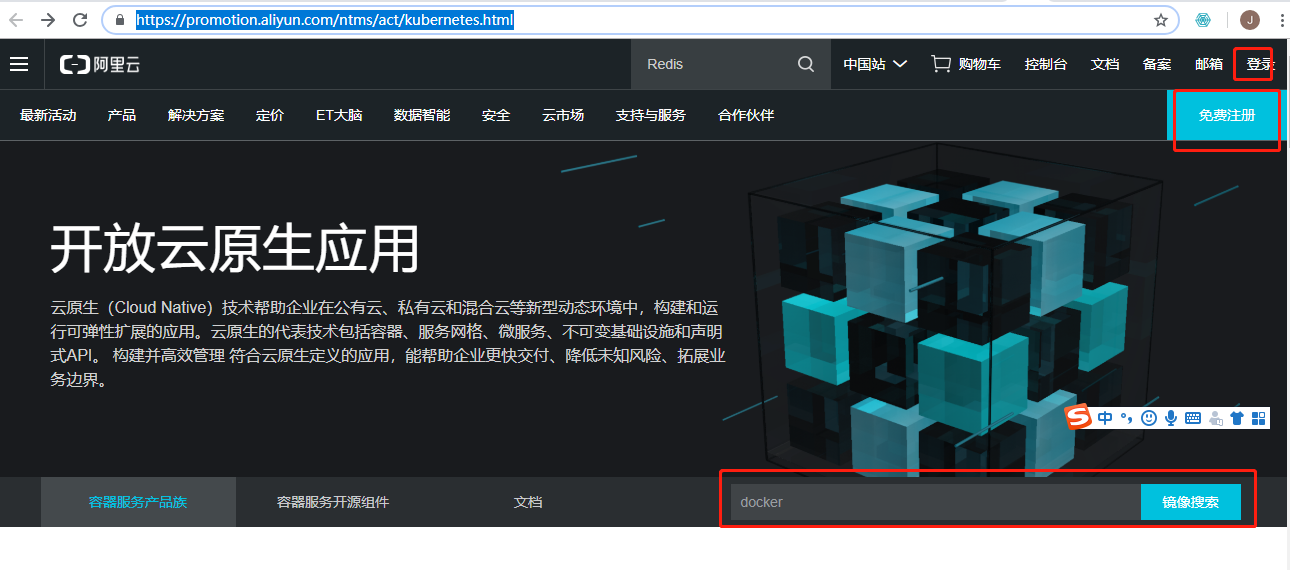 https://promotion.aliyun.com/ntms/act/kubernetes.html
J
阿里云
Redis
中国站
购物车
控制台
文档
备案
邮箱
登录
最新活动
产品
解决方案
定价
ET大脑
数据智能
安全
云市场
支持与服务
合作伙伴
免费注册
开放云原生应用
云原生（Cloud Native）技术帮助企业在公有云、私有云和混合云等新型动态环境中，构建和运
行可弹性扩展的应用。云原生的代表技术包括容器、服务网格、微服务、不可变基础设施和声明
式API。 构建并高效管理 符合云原生定义的应用，能帮助企业更快交付、降低未知风险、拓展业
务边界。
S 中
容器服务产品族
容器服务开源组件
文档
docker
镜像搜索